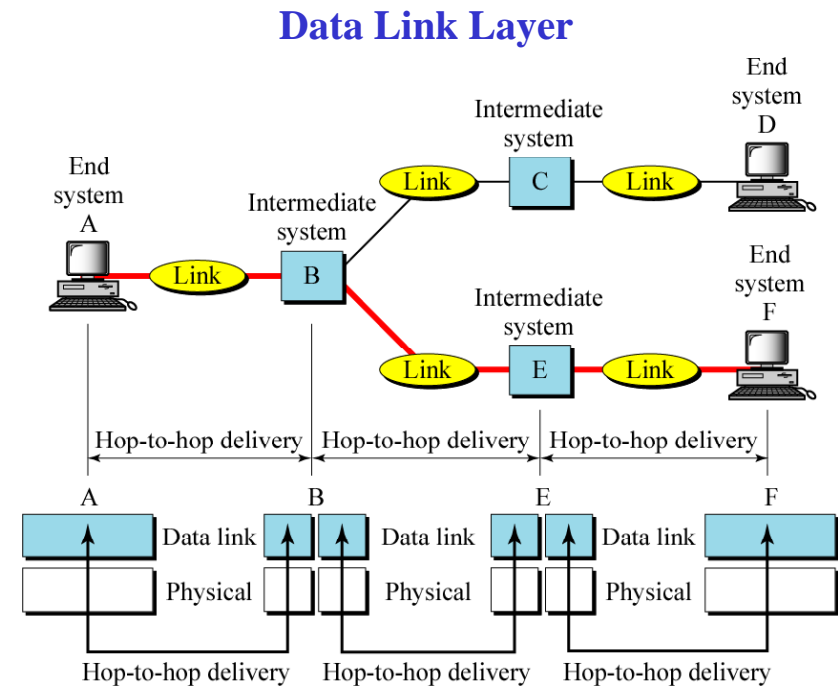 Data Link Layer
End
system
D
Intermediate
system
Link
C
Link
End
system
A
Intermediate
system
Link
B
End
system
F
Intermediate
system
Link
E
Link
Hop-to-hop delivery
Hop-to-hop delivery
Hop-to-hop delivery
A
B
E
F
Data link
Data link
Data link
Physical
Physical
Physical
Hop-to-hop delivery
Hop-to-hop delivery
Hop-to-hop delivery